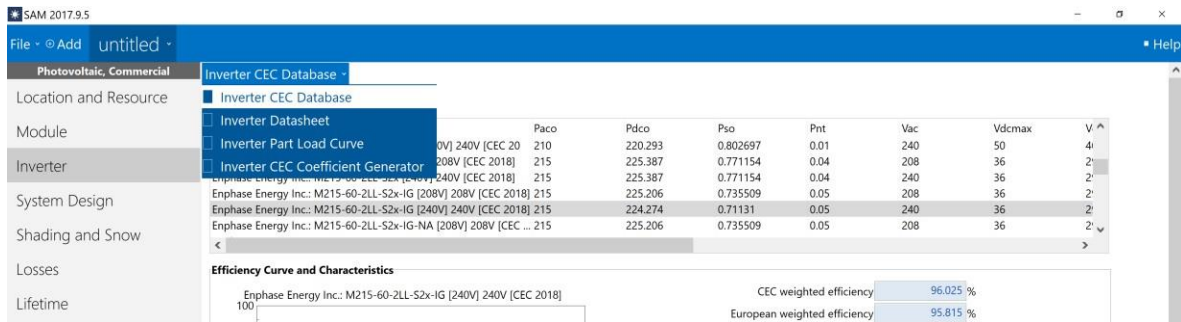 SAM 2017.9.5
File Add untitled Help
Photovoltaic, Commercial
Inverter CEC Database
Location and Resource
Inverter CEC Database
Inverter Datasheet
Module
Paco Pdco Pso Pnt Vac Vdcmax
Inverter Part Load Curve
0V] 240V [CEC 20 210 220.293 0.802697 0.01 240 50
Inverter
Inverter CEC Coefficient Generator
208V [CEC 2018] 215 225.387 0.771154 0.04 208 36
240V [CEC 2018] 215 225.387 0.771154 0.04 240 36
System Design
Enphase Energy Inc.: M215-60-2LL-S2x-IG [208V] 208V [CEC 2018] 215 225.206 0.735509 0.05 208 36
Enphase Energy Inc.: M215-60-2LL-S2x-IG [240V] 240V [CEC 2018] 215 224.274 0.71131 0.05 240 36
Enphase Energy Inc.: M215-60-2LL-S2x-IG-NA [208V] 208V [CEC ... 215 225.206 0.735509 0.05 208 36
Shading and Snow
Losses
Efficiency Curve and Characteristics
Lifetime
Enphase Energy Inc.: M215-60-2LL-S2x-IG [240V] 240V [CEC 2018]
100
CEC weighted efficiency 96.025 %
European weighted efficiency 95.815 %